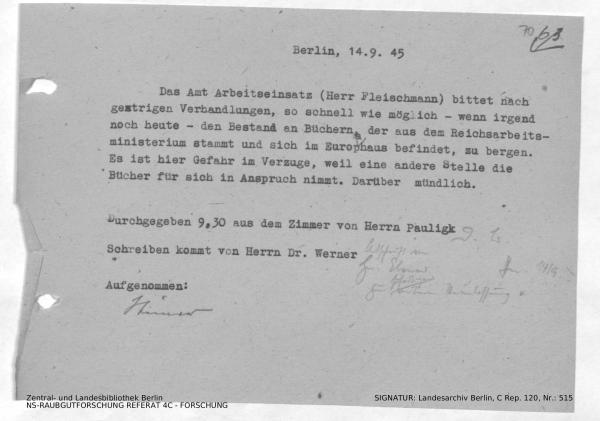 70
Berlin, 14.9. 45
Das Amt Arbeitseinsatz (Herr Fleischmann) bittet nach
gestrigen Verhandlungen, so schnell wie möglich - wenn irgend
noch heute - den Bestand an Büchern, der aus dem Reichsarbeits-
ministerium stammt und sich im Europhaus befindet, zu bergen.
Es ist hier Gefahr im Verzuge, weil eine andere Stelle die
Bücher für sich in Anspruch nimmt. Darüber mündlich.
Durchgegeben 9,30 aus dem Zimmer von Herrn Pauligk
Schreiben kommt von Herrn Dr. Werner
Aufgenommen:
Zentral- und Landesbibliothek Berlin
NS-RAUBGUTFORSCHUNG REFERAT 4C - FORSCHUNG
SIGNATUR: Landesarchiv Berlin, C Rep. 120, Nr.: 515